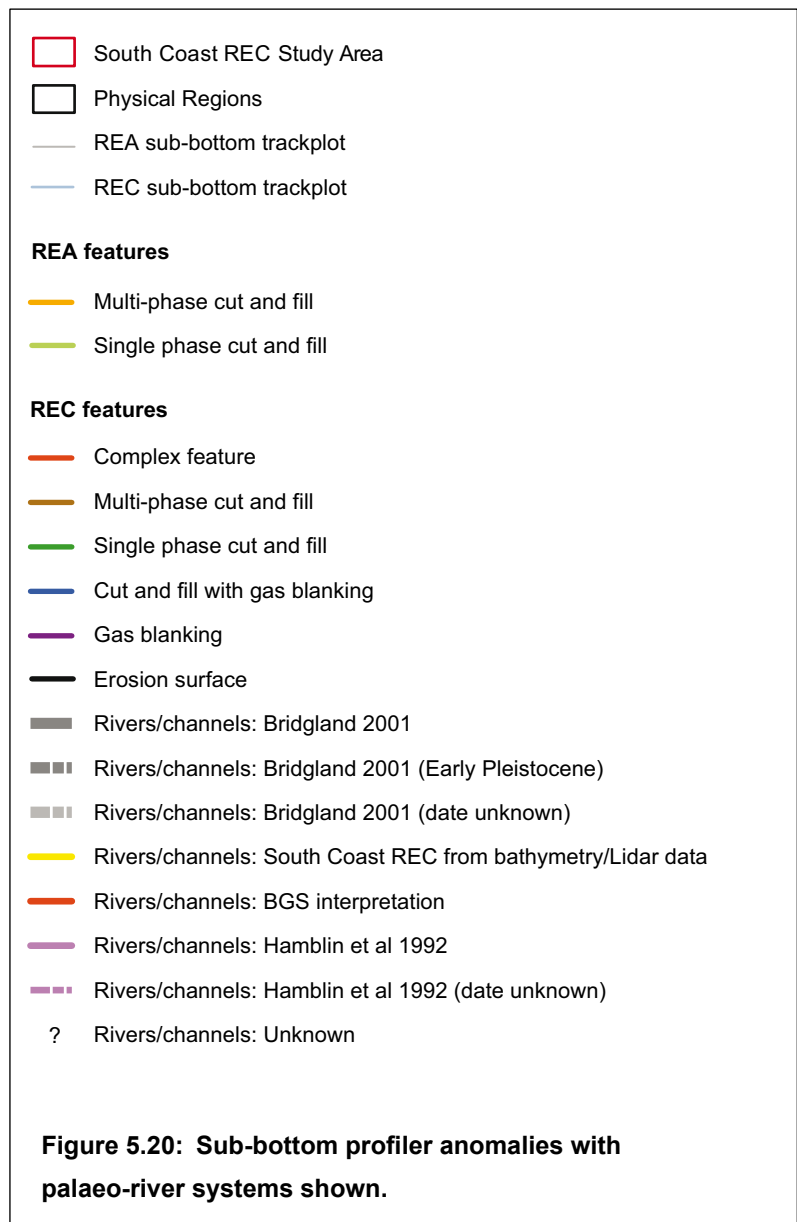 South Coast REC Study Area
Physical Regions
REA sub-bottom trackplot
REC sub-bottom trackplot
REA features
Multi-phase cut and fill
Single phase cut and fill
REC features
Complex feature
Multi-phase cut and fill
Single phase cut and fill
Cut and fill with gas blanking
Gas blanking
Erosion surface
Rivers/channels: Bridgland 2001
Rivers/channels: Bridgland 2001 (Early Pleistocene)
Rivers/channels: Bridgland 2001 (date unknown)
Rivers/channels: South Coast REC from bathymetry/Lidar data
Rivers/channels: BGS interpretation
Rivers/channels: Hamblin et al 1992
Rivers/channels: Hamblin et al 1992 (date unknown)
? Rivers/channels: Unknown
Figure 5.20: Sub-bottom profiler anomalies with
palaeo-river systems shown.